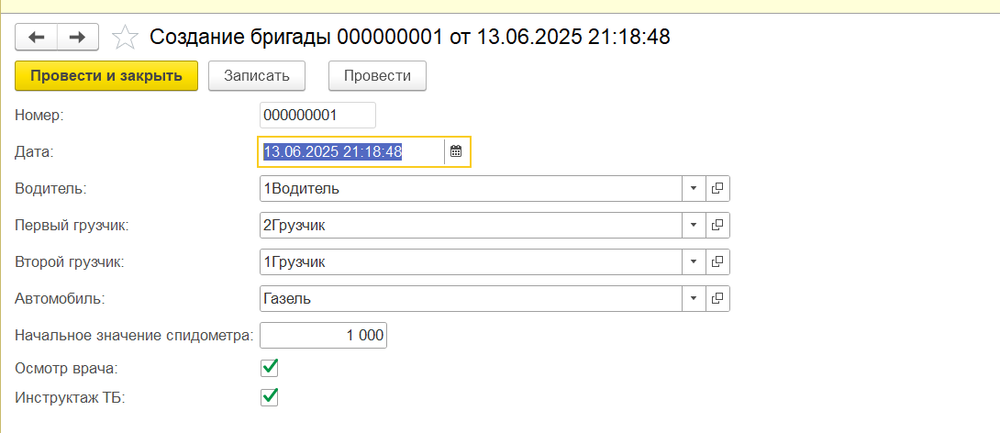 Создание бригады 000000001 от 13.06.2025 21:18:48
Провести и закрыть Записать Провести
Номер: 000000001
Дата: 13.06.2025 21:18:48
Водитель: 1Водитель
Первый грузчик: 2Грузчик
Второй грузчик: 1Грузчик
Автомобиль: Газель
Начальное значение спидометра: 1 000
Осмотр врача:
Инструктаж ТБ: